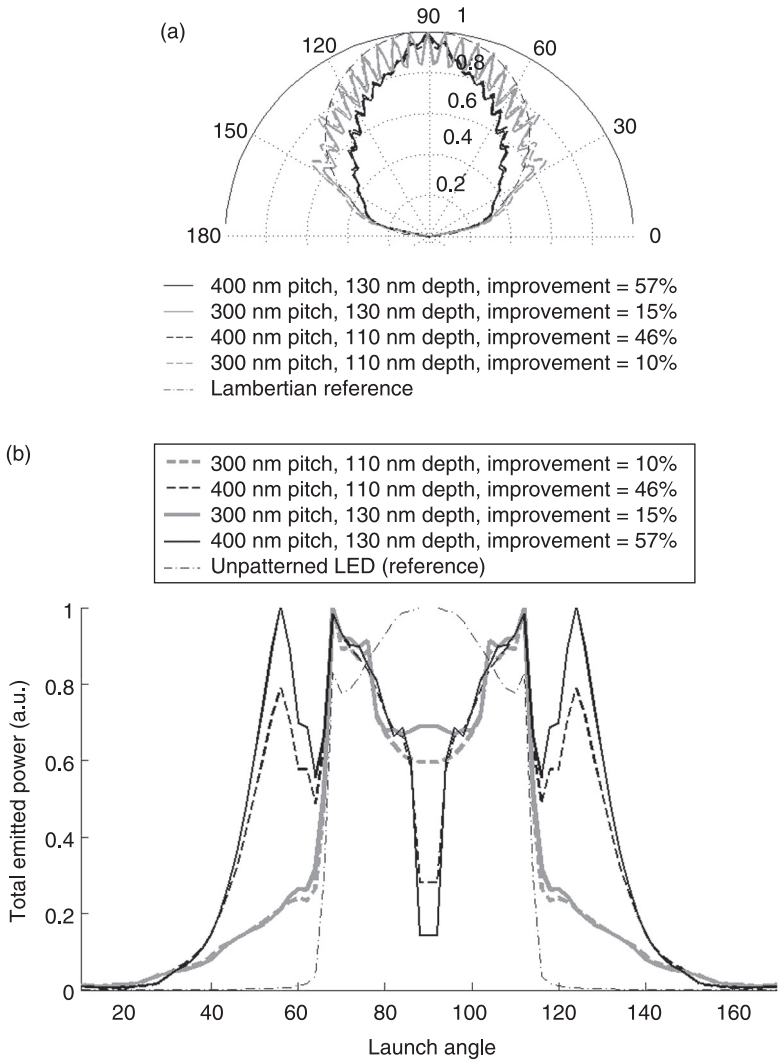 (a)
90 1
120 60
0.8
0.6
150 30
0.4
0.2
180 0
400 nm pitch, 130 nm depth, improvement = 57%
300 nm pitch, 130 nm depth, improvement = 15%
400 nm pitch, 110 nm depth, improvement = 46%
300 nm pitch, 110 nm depth, improvement = 10%
Lambertian reference
(b)
300 nm pitch, 110 nm depth, improvement = 10%
400 nm pitch, 110 nm depth, improvement = 46%
300 nm pitch, 130 nm depth, improvement = 15%
400 nm pitch, 130 nm depth, improvement = 57%
Unpatterned LED (reference)
Total emitted power (a.u.)
1
0.8
0.6
0.4
0.2
0
20 40 60 80 100 120 140 160
Launch angle